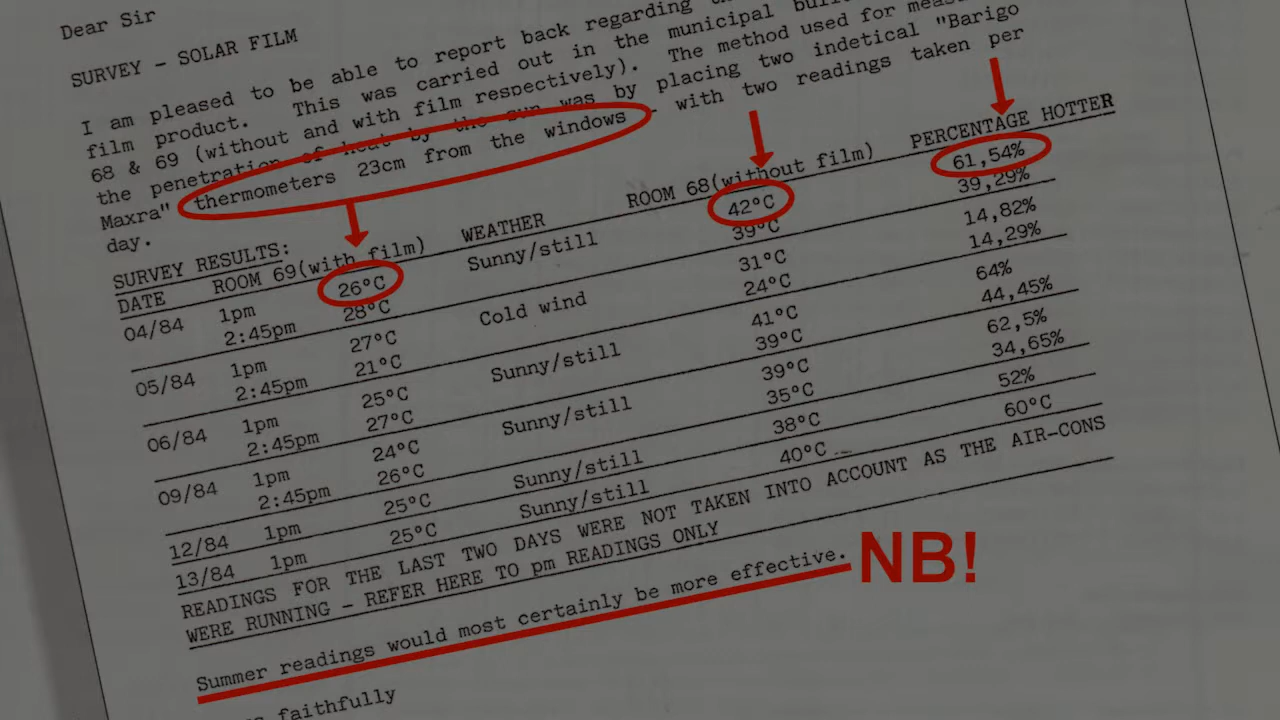 Dear Sir
SURVEY - SOLAR FILM
I am pleased to be able to report back regarding
film product. This was carried out in the municipal
68 & 69 (without and with film respectively). The method used for
the penetration of heat by the sun was by placing two indetical "Barigo
Maxra" thermometers 23cm from the windows - with two readings taken per
day.
SURVEY RESULTS:
DATE ROOM 69(with film) WEATHER ROOM 68(without film) PERCENTAGE HOTTER
04/84 1pm 26°C Sunny/still 42°C 61,54%
2:45pm 28°C 39°C 39,29%
05/84 1pm 27°C Cold wind 31°C 14,82%
2:45pm 21°C 24°C 14,29%
06/84 1pm 25°C Sunny/still 41°C 64%
2:45pm 27°C 39°C 44,45%
09/84 1pm 24°C Sunny/still 39°C 62,5%
2:45pm 26°C 35°C 34,65%
12/84 1pm 25°C Sunny/still 38°C 52%
13/84 1pm 25°C Sunny/still 40°C 60°C
READINGS FOR THE LAST TWO DAYS WERE NOT TAKEN INTO ACCOUNT AS THE AIR-CONS
WERE RUNNING - REFER HERE TO pm READINGS ONLY
Summer readings would most certainly be more effective. NB!
faithfully